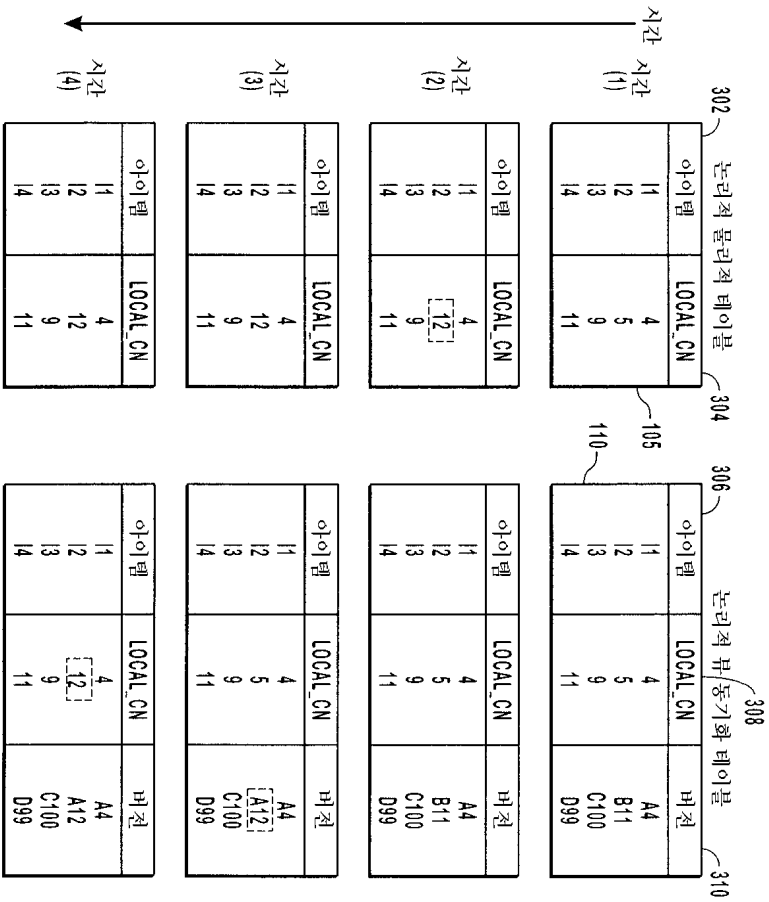 시간
308
논리적 물리적 테이블
논리적 뷰 동기화 테이블
302
304
306
310
시간
(1)
아이템 LOCAL_CN
I1 4
I2 5
I3 9
I4 11
105
110
아이템 LOCAL_CN 버전
I1 4 A4
I2 5 B11
I3 9 C100
I4 11 D99
시간
(2)
아이템 LOCAL_CN
I1 4
I2 12
I3 9
I4 11
아이템 LOCAL_CN 버전
I1 4 A4
I2 5 B11
I3 9 C100
I4 11 D99
시간
(3)
아이템 LOCAL_CN
I1 4
I2 12
I3 9
I4 11
아이템 LOCAL_CN 버전
I1 4 A4
I2 5 A12
I3 9 C100
I4 11 D99
시간
(4)
아이템 LOCAL_CN
I1 4
I2 12
I3 9
I4 11
아이템 LOCAL_CN 버전
I1 4 A4
I2 12 A12
I3 9 C100
I4 11 D99